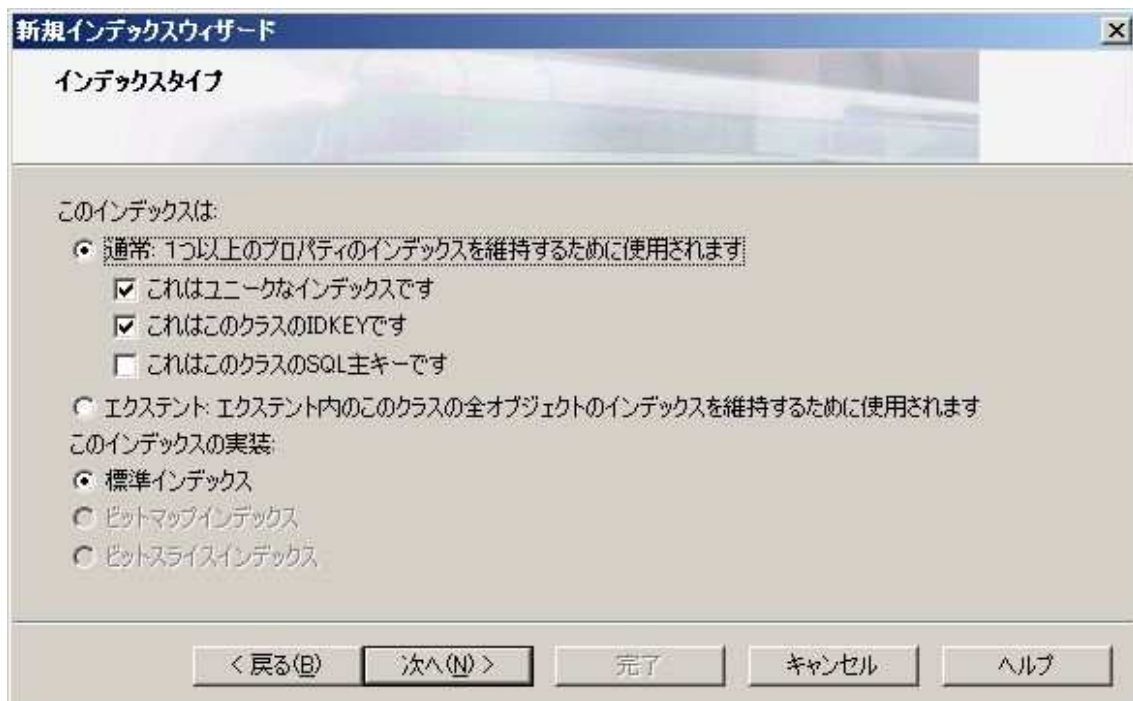 新規インデックスウィザード
インデックスタイプ
このインデックスは:
通常: 1つ以上のプロパティのインデックスを維持するために使用されます
これはユニークなインデックスです
これはこのクラスのIDKEYです
これはこのクラスのSQL主キーです
エクステント: エクステント内のこのクラスの全オブジェクトのインデックスを維持するために使用されます
このインデックスの実装:
標準インデックス
ビットマップインデックス
ビットスライスインデックス
< 戻る(B) 次へ(N) > 完了 キャンセル ヘルプ